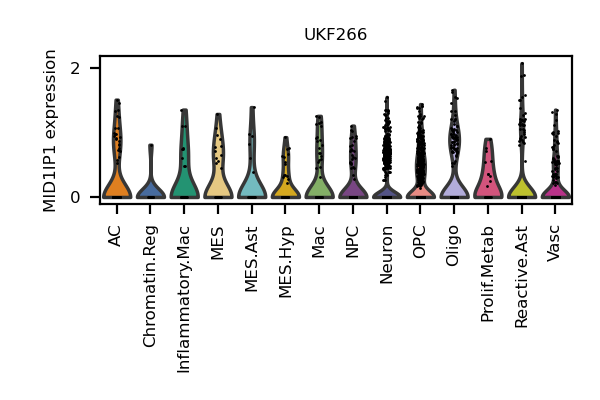 UKF266
MID1IP1 expression
2
0
AC
Chromatin.Reg
Inflammatory.Mac
MES
MES.Ast
MES.Hyp
Mac
NPC
Neuron
OPC
Oligo
Prolif.Metab
Reactive.Ast
Vasc